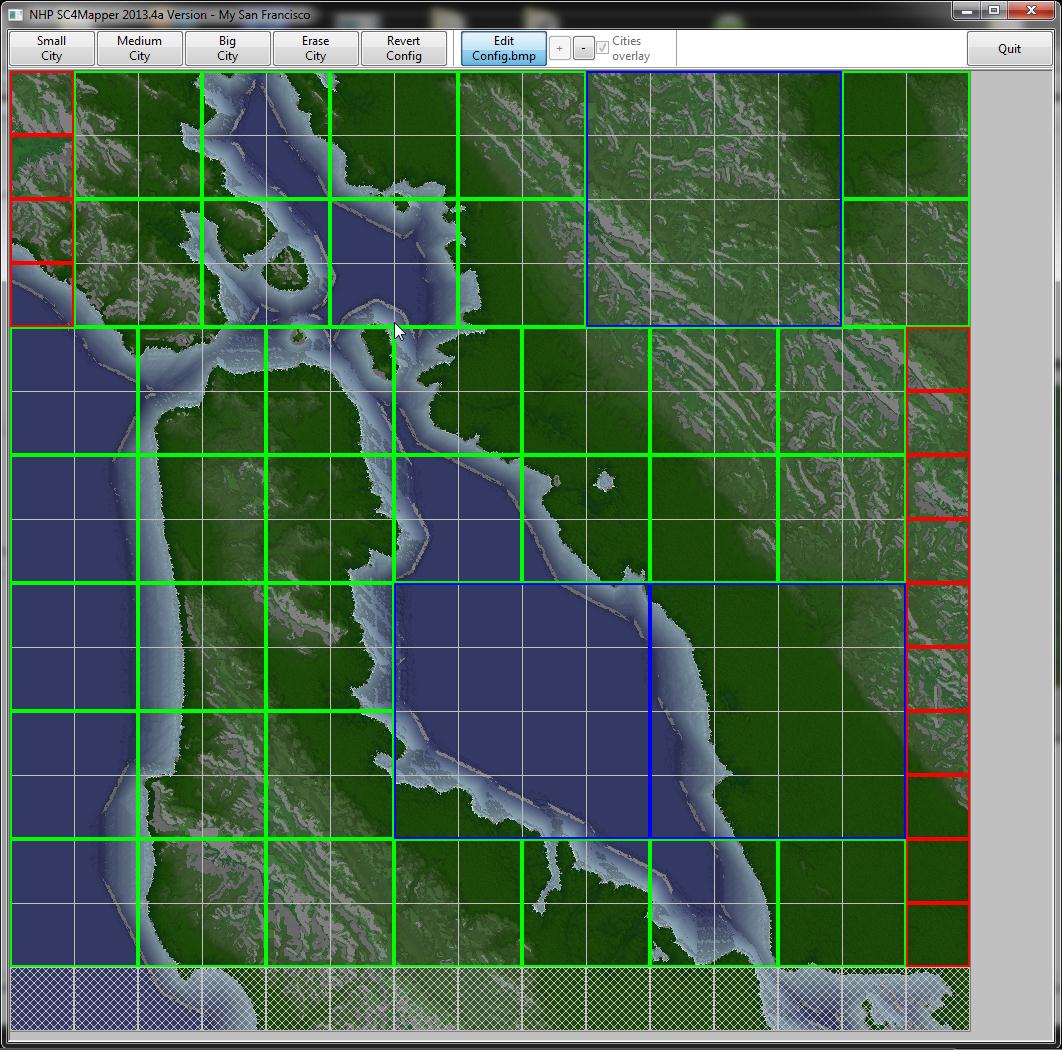 NHP SC4Mapper 2013.4a Version - My San Francisco
Small
City
Medium
City
Big
City
Erase
City
Revert
Config
Edit
Config.bmp
+
-
Cities
overlay
Quit